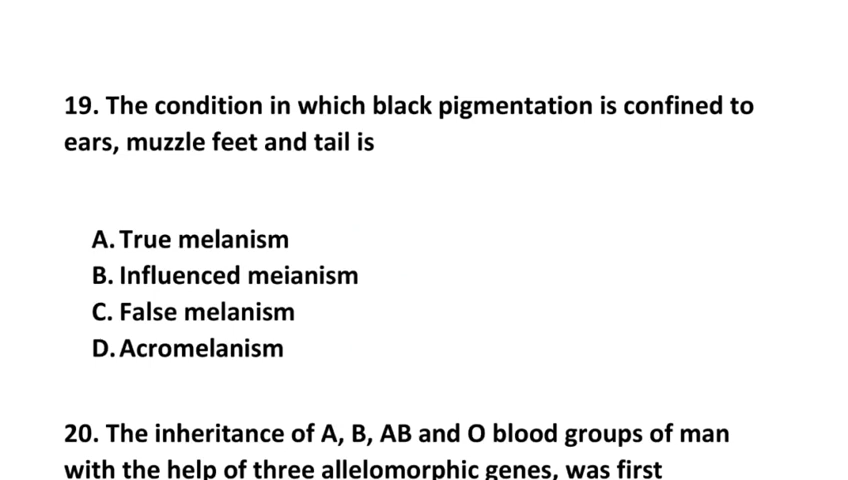 19. The condition in which black pigmentation is confined to
ears, muzzle feet and tail is
A. True melanism
B. Influenced meianism
C. False melanism
D. Acromelanism
20. The inheritance of A, B, AB and O blood groups of man
with the help of three allelomorphic genes, was first